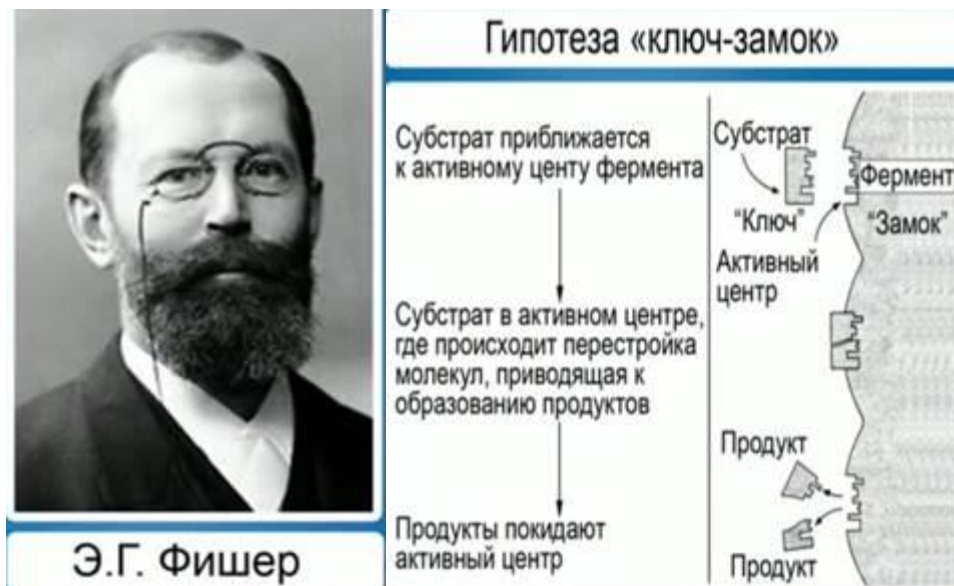 Гипотеза «ключ-замок»
Субстрат приближается
к активному центу фермента
Субстрат в активном центре,
где происходит перестройка
молекул, приводящая к
образованию продуктов
Продукты покидают
активный центр
Субстрат
Фермент
“Ключ”
“Замок”
Активный
центр
Продукт
Продукт
Э.Г. Фишер